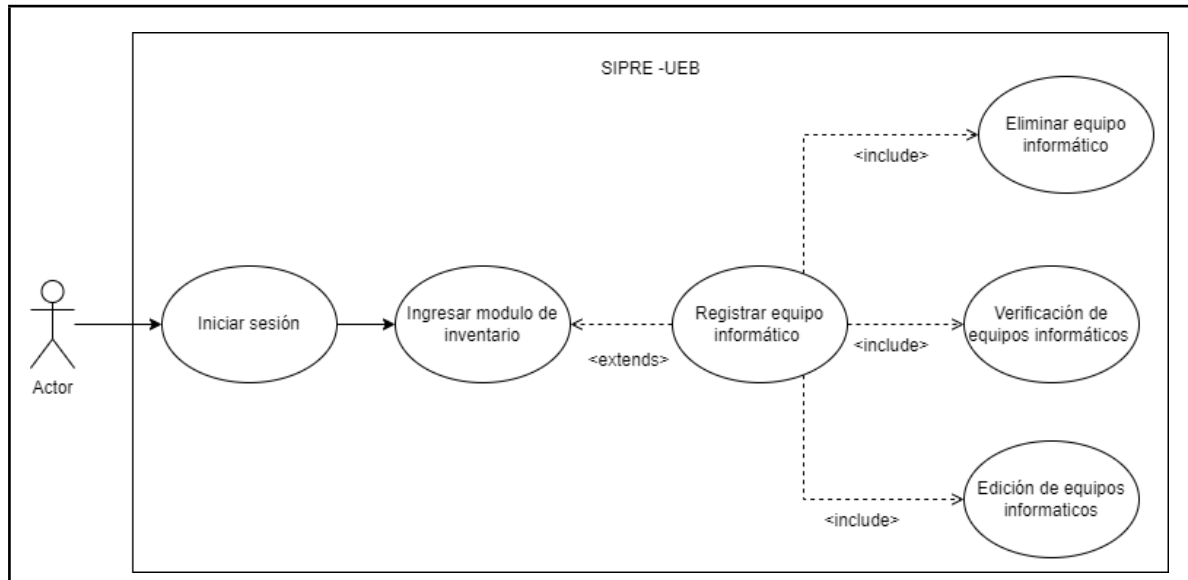 SIPRE -UEB
Eliminar equipo
informático
<include>
Iniciar sesión
Ingresar modulo de
inventario
Registrar equipo
informático
Verificación de
equipos informáticos
<extends>
<include>
Actor
Edición de equipos
informaticos
<include>